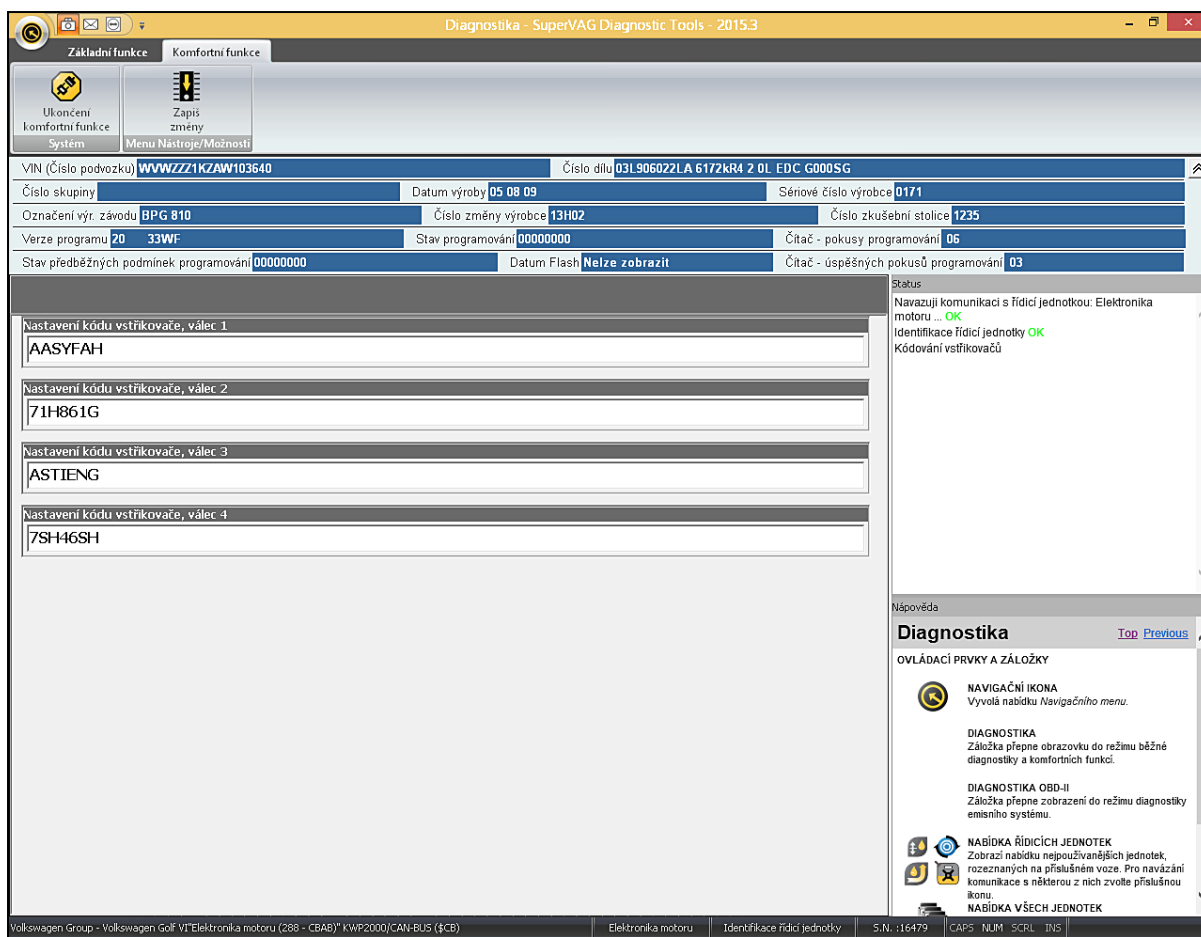 Diagnostika - SuperVAG Diagnostic Tools - 2015.3
Základní funkce Komfortní funkce
Ukončení komfortní funkce
Zapiš změny
Systém Menu Nástroje/Možnosti
VIN (Číslo podvozku) WVWZZZ1KZAW103640 Číslo dílu 03L906022LA 6172kR4 2 0L EDC G000SG
Číslo skupiny Datum výroby 05 08 09 Sériové číslo výrobce 0171
Označení výr. závodu BPG 810 Číslo změny výrobce 13H02 Číslo zkušební stolice 1235
Verze programu 20 33WF Stav programování 00000000 Čítač - pokusy programování 06
Stav předběžných podmínek programování 00000000 Datum Flash Nelze zobrazit Čítač - úspěšných pokusů programování 03
Nastavení kódu vstřikovače, válec 1
AASYFAH
Nastavení kódu vstřikovače, válec 2
71H861G
Nastavení kódu vstřikovače, válec 3
ASTIENG
Nastavení kódu vstřikovače, válec 4
7SH46SH
Status
Navazuji komunikaci s řídicí jednotkou: Elektronika
motoru ... OK
Identifikace řídicí jednotky OK
Kódování vstřikovačů
Nápověda
Diagnostika Top Previous
OVLÁDACÍ PRVKY A ZÁLOŽKY
NAVIGAČNÍ IKONA
Vyvolá nabídku Navigačního menu.
DIAGNOSTIKA
Záložka přepne obrazovku do režimu běžné
diagnostiky a komfortních funkcí.
DIAGNOSTIKA OBD-II
Záložka přepne zobrazení do režimu diagnostiky
emisního systému.
NABÍDKA ŘÍDICÍCH JEDNOTEK
Zobrazí nabídku nejpoužívanějších jednotek,
rozeznaných na příslušném voze. Pro navázání
komunikace s některou z nich zvolte příslušnou
ikonu.
NABÍDKA VŠECH JEDNOTEK
Volkswagen Group - Volkswagen Golf VI"Elektronika motoru (288 - CBAB)" KWP2000/CAN-BUS ($CB) Elektronika motoru Identifikace řídicí jednotky S.N. :16479 CAPS NUM SCRL INS